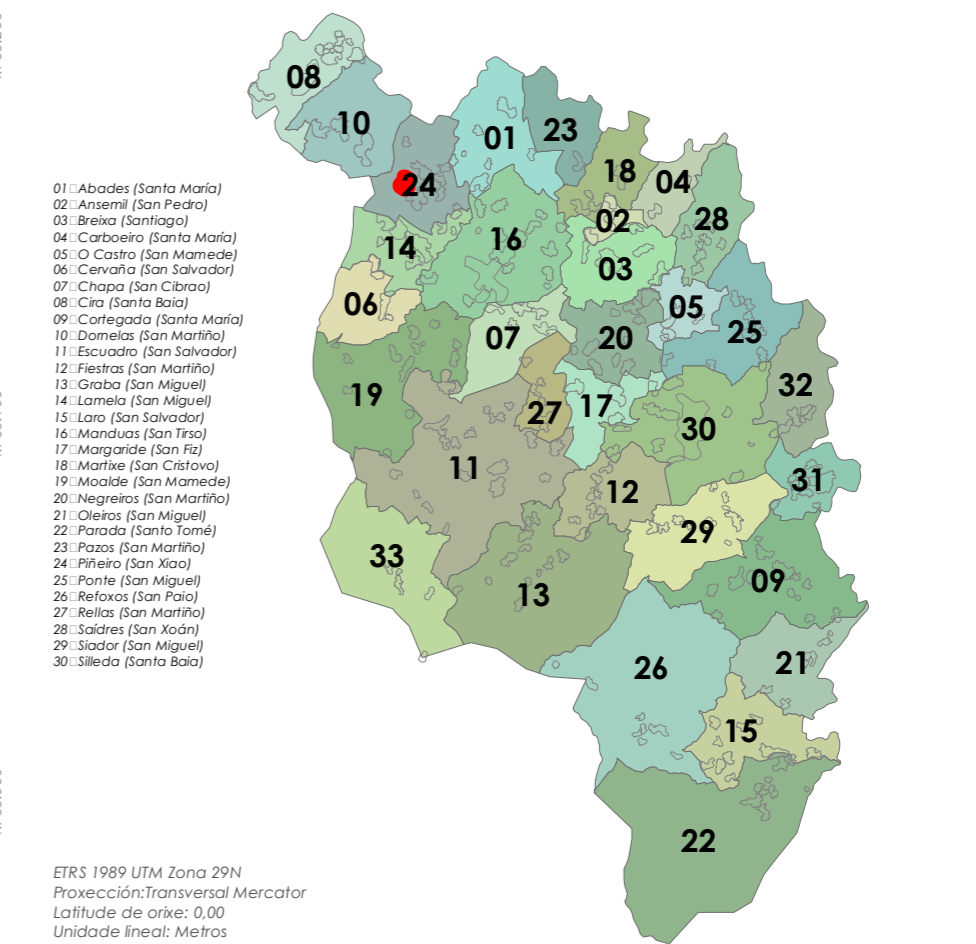 08
10
01
23
18
04
24
02
28
14
16
03
06
05
07
20
25
19
32
27
17
30
11
12
31
29
33
13
09
26
21
15
22
01 Abades (Santa María)
02 Ansemil (San Pedro)
03 Breixa (Santiago)
04 Carboeiro (Santa María)
05 O Castro (San Mamede)
06 Cervaña (San Salvador)
07 Chapa (San Cibrao)
08 Cira (Santa Baia)
09 Cortegada (Santa María)
10 Dornelas (San Martiño)
11 Escuadro (San Salvador)
12 Fiestras (San Martiño)
13 Graba (San Miguel)
14 Lamela (San Miguel)
15 Laro (San Salvador)
16 Manduas (San Tirso)
17 Margaride (San Fiz)
18 Martixe (San Cristovo)
19 Moalde (San Mamede)
20 Negreiros (San Martiño)
21 Oleiros (San Miguel)
22 Parada (Santo Tomé)
23 Pazos (San Martiño)
24 Piñeiro (San Xiao)
25 Ponte (San Miguel)
26 Refoxos (San Paio)
27 Rellas (San Martiño)
28 Saídres (San Xoán)
29 Siador (San Miguel)
30 Silleda (Santa Baia)
ETRS 1989 UTM Zona 29N
Proxección:Transversal Mercator
Latitude de orixe: 0,00
Unidade lineal: Metros